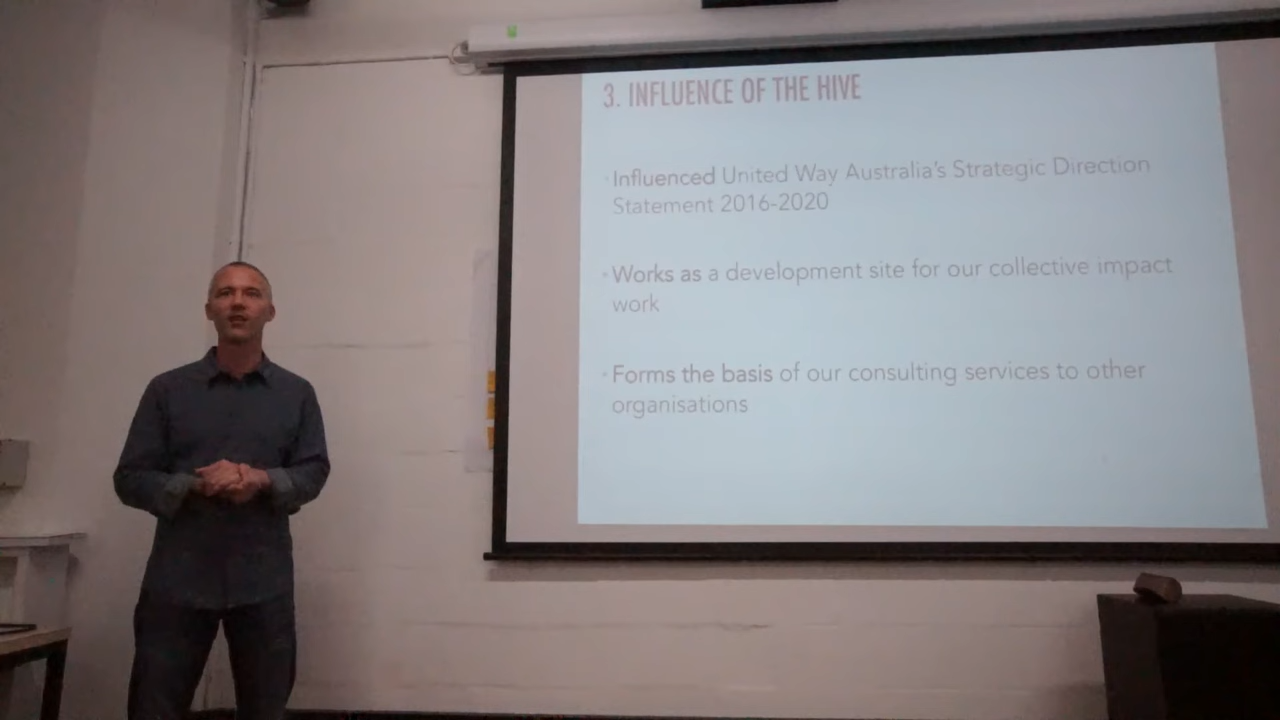 3. INFLUENCE OF THE HIVE
Influenced United Way Australia's Strategic Direction
Statement 2016-2020
Works as a development site for our collective impact
work
Forms the basis of our consulting services to other
organisations